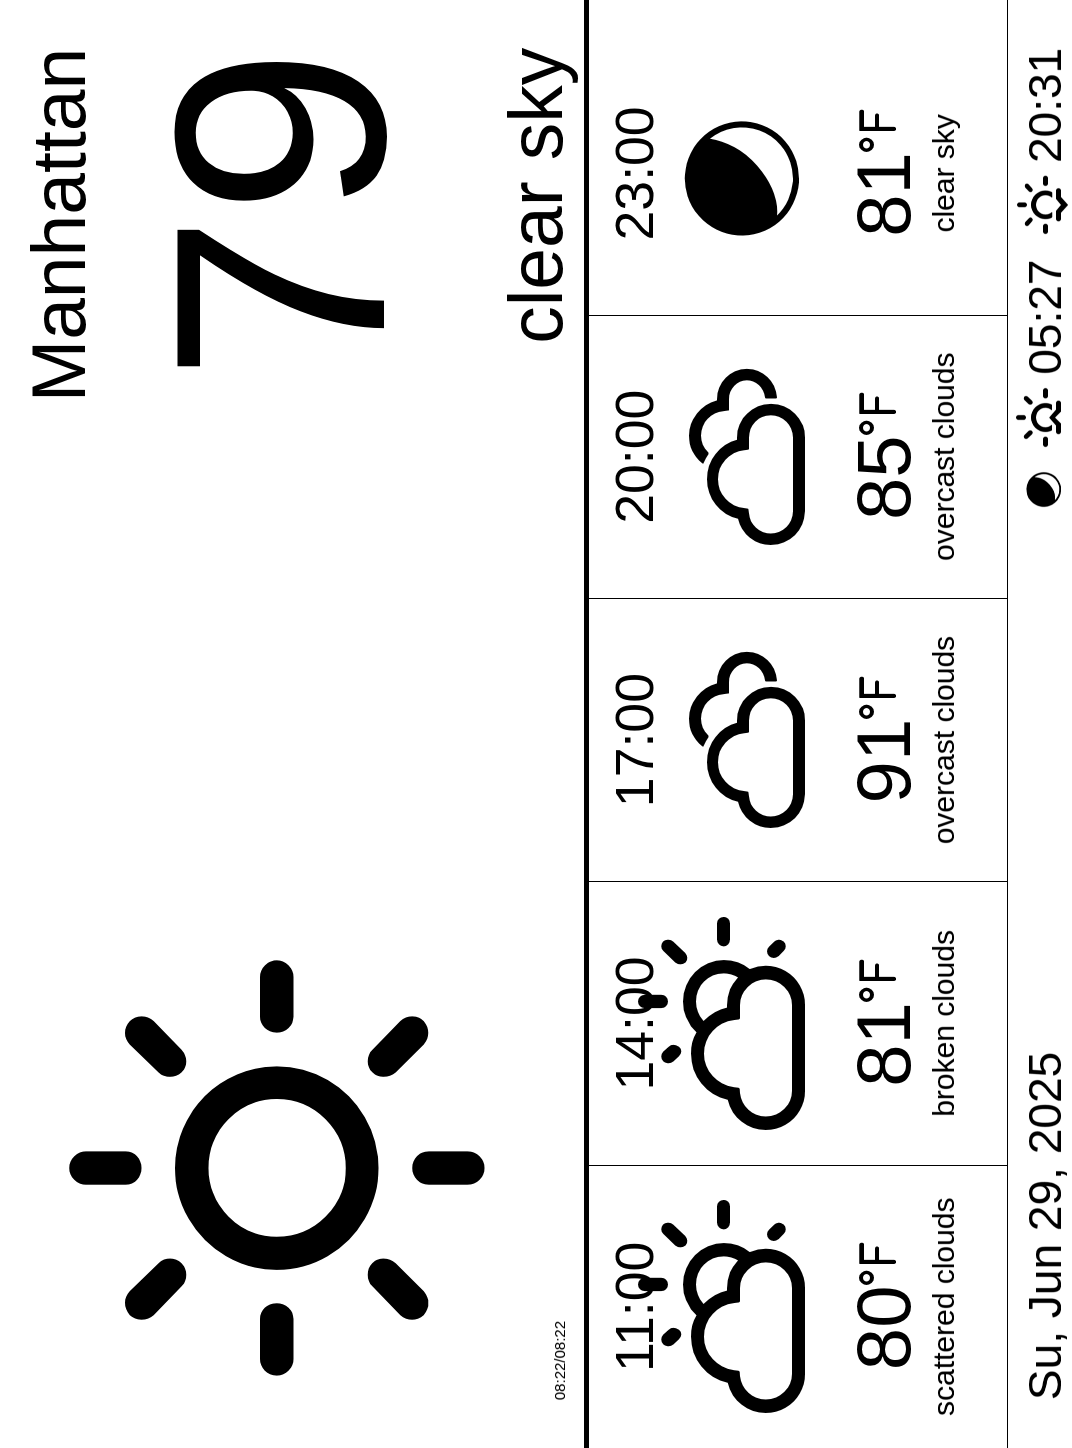 Manhattan
79
clear sky
08:22/08:22
11:00 14:00 17:00 20:00 23:00
80°F 81°F 91°F 85°F 81°F
scattered clouds broken clouds overcast clouds overcast clouds clear sky
Su, Jun 29, 2025 05:27 20:31